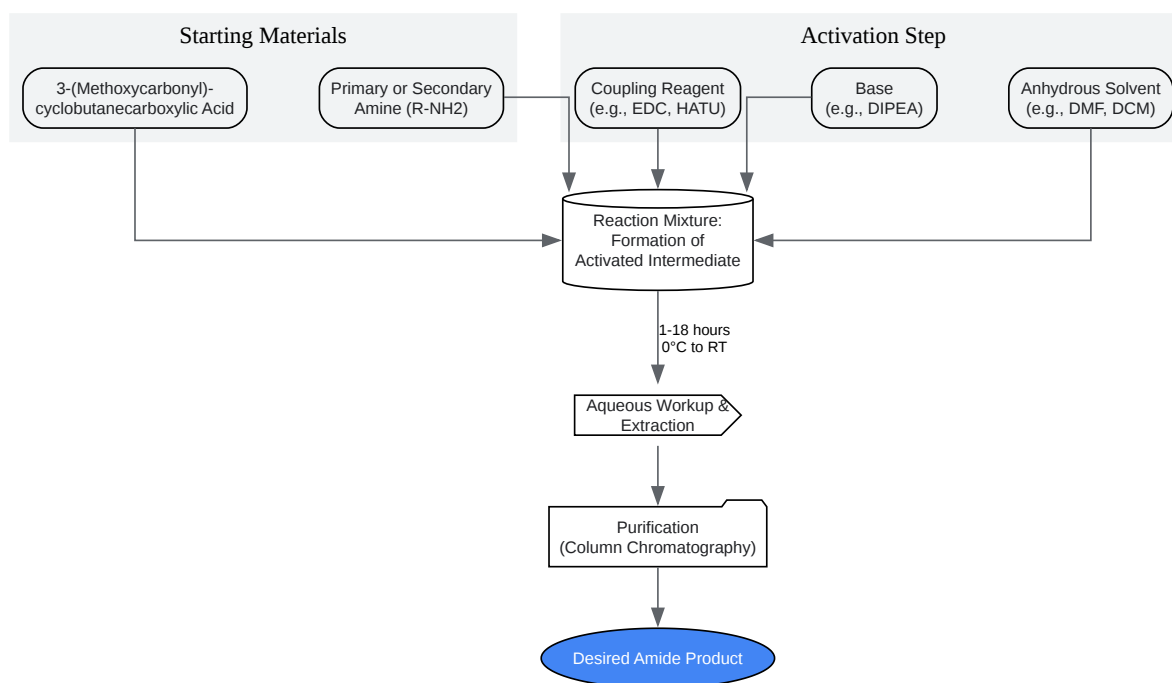 Starting Materials
Activation Step
3-(Methoxycarbonyl)-
cyclobutanecarboxylic Acid
Primary or Secondary
Amine (R-NH2)
Coupling Reagent
(e.g., EDC, HATU)
Base
(e.g., DIPEA)
Anhydrous Solvent
(e.g., DMF, DCM)
Reaction Mixture:
Formation of
Activated Intermediate
1-18 hours
0°C to RT
Aqueous Workup &
Extraction
Purification
(Column Chromatography)
Desired Amide Product